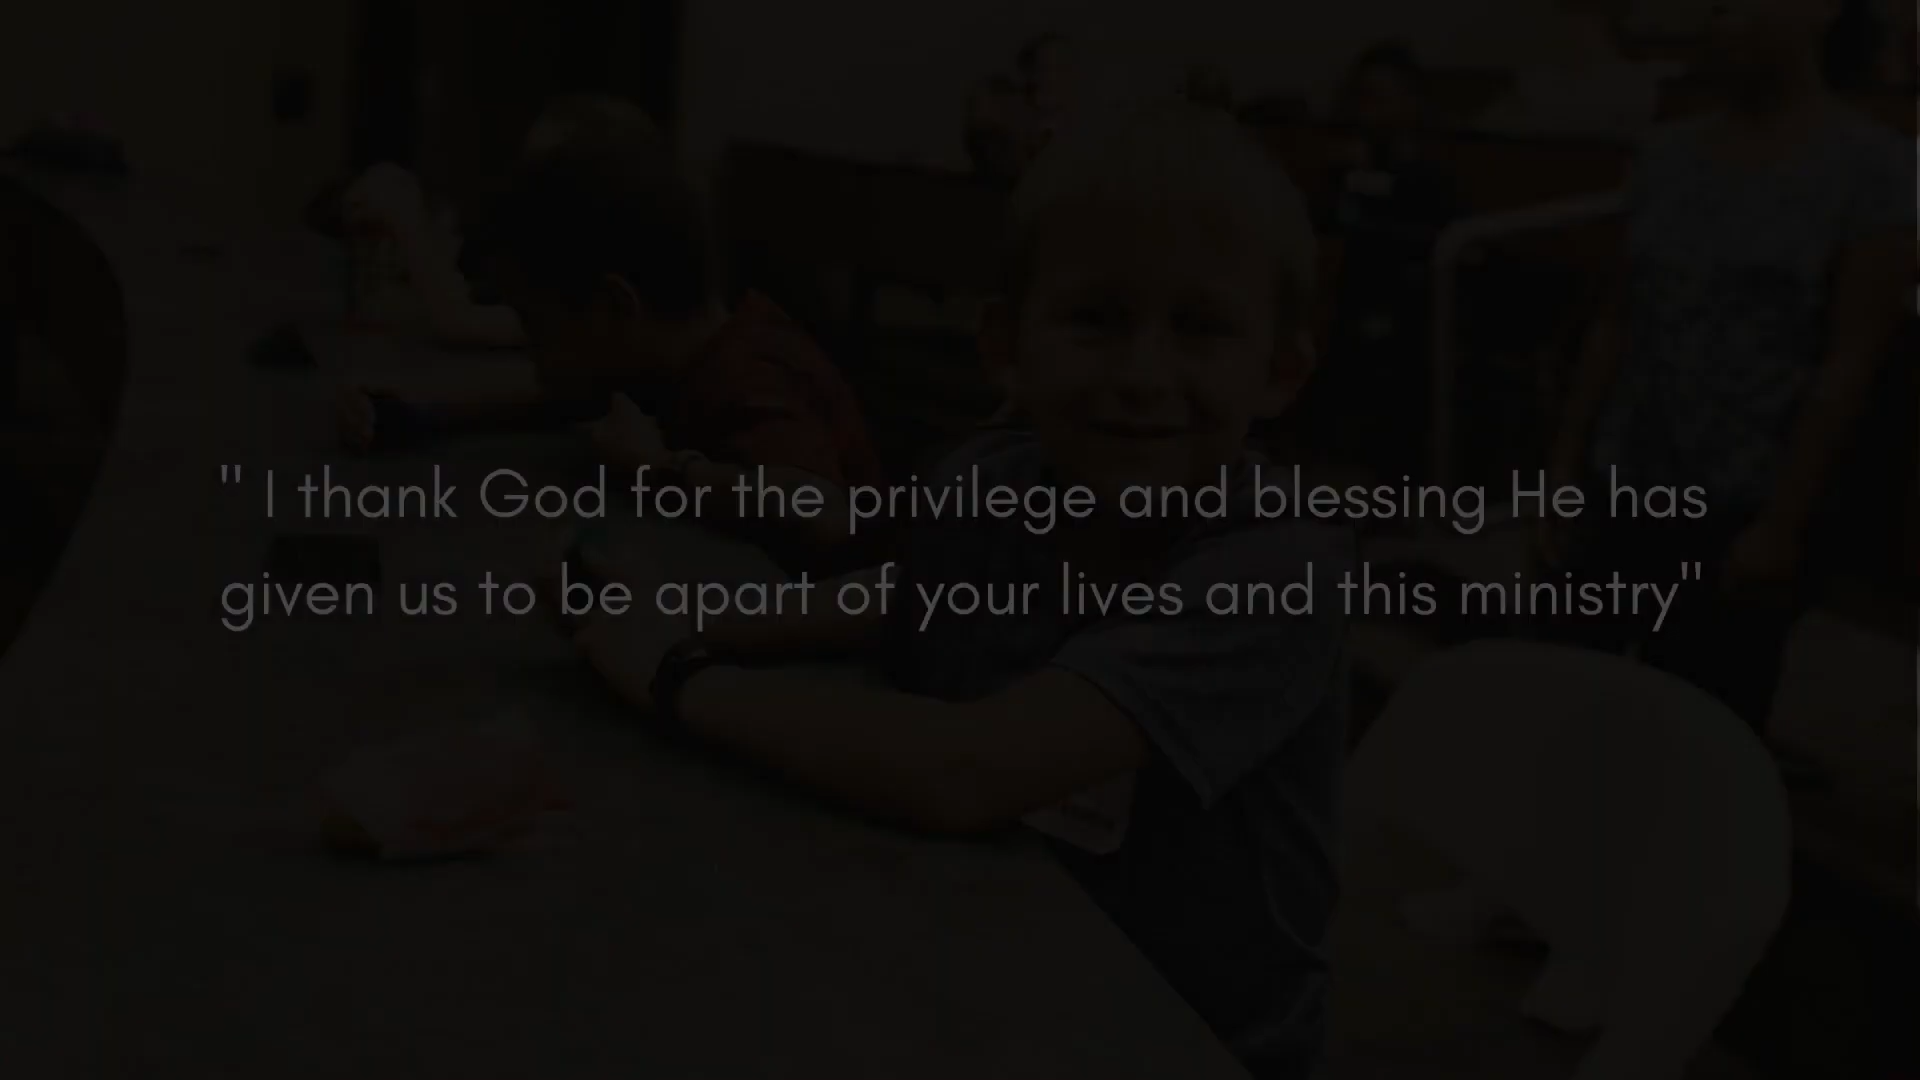 " I thank God for the privilege and blessing He has
given us to be apart of your lives and this ministry"